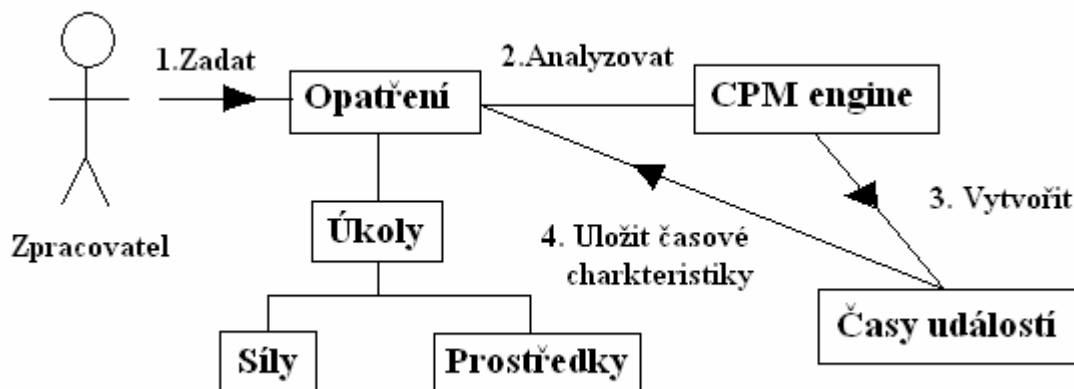 1.Zadat
2.Analyzovat
Opatření
CPM engine
Zpracovatel
Úkoly
3. Vytvořit
4. Uložit časové
charkteristiky
Síly
Prostředky
Časy událostí